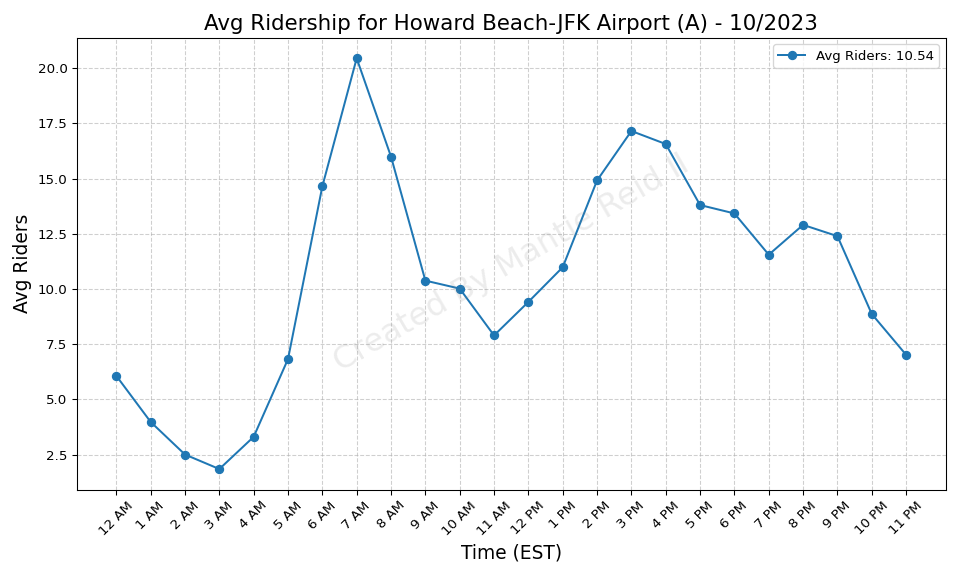 Avg Ridership for Howard Beach-JFK Airport (A) - 10/2023
Avg Riders: 10.54
20.0
17.5
15.0
12.5
10.0
7.5
5.0
2.5
Avg Riders
Created By Mantic Reid II
12 AM
1 AM
2 AM
3 AM
4 AM
5 AM
6 AM
7 AM
8 AM
9 AM
10 AM
11 AM
12 PM
1 PM
2 PM
3 PM
4 PM
5 PM
6 PM
7 PM
8 PM
9 PM
10 PM
11 PM
Time (EST)